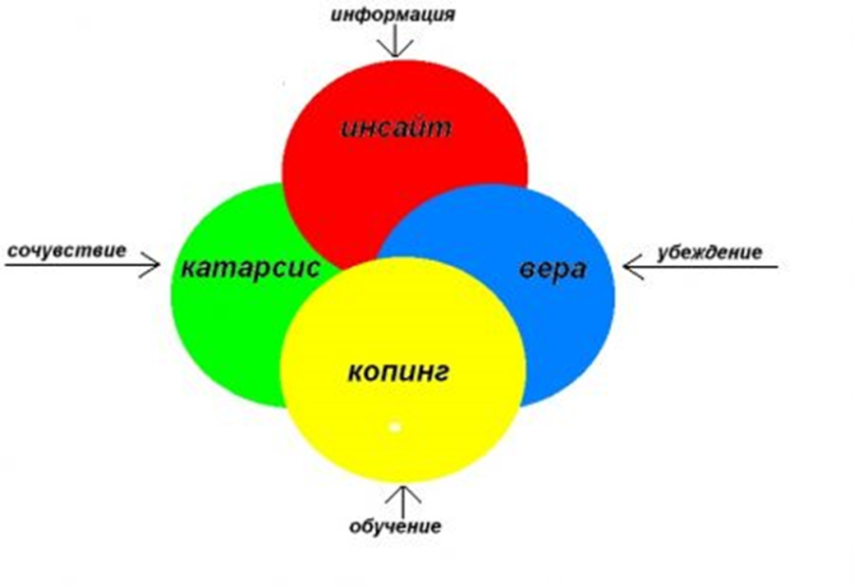 информация
инсайт
сочувствие
катарсис
вера
убеждение
копинг
обучение